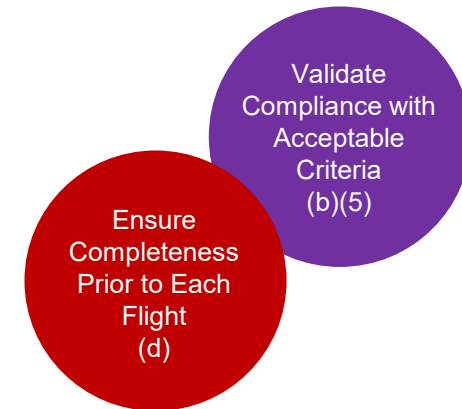 Validate
Compliance with
Acceptable
Criteria
(b)(5)
Ensure
Completeness
Prior to Each
Flight
(d)